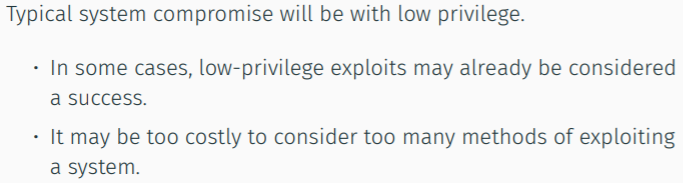 Typical system compromise will be with low privilege.
• In some cases, low-privilege exploits may already be considered
a success.
• It may be too costly to consider too many methods of exploiting
a system.